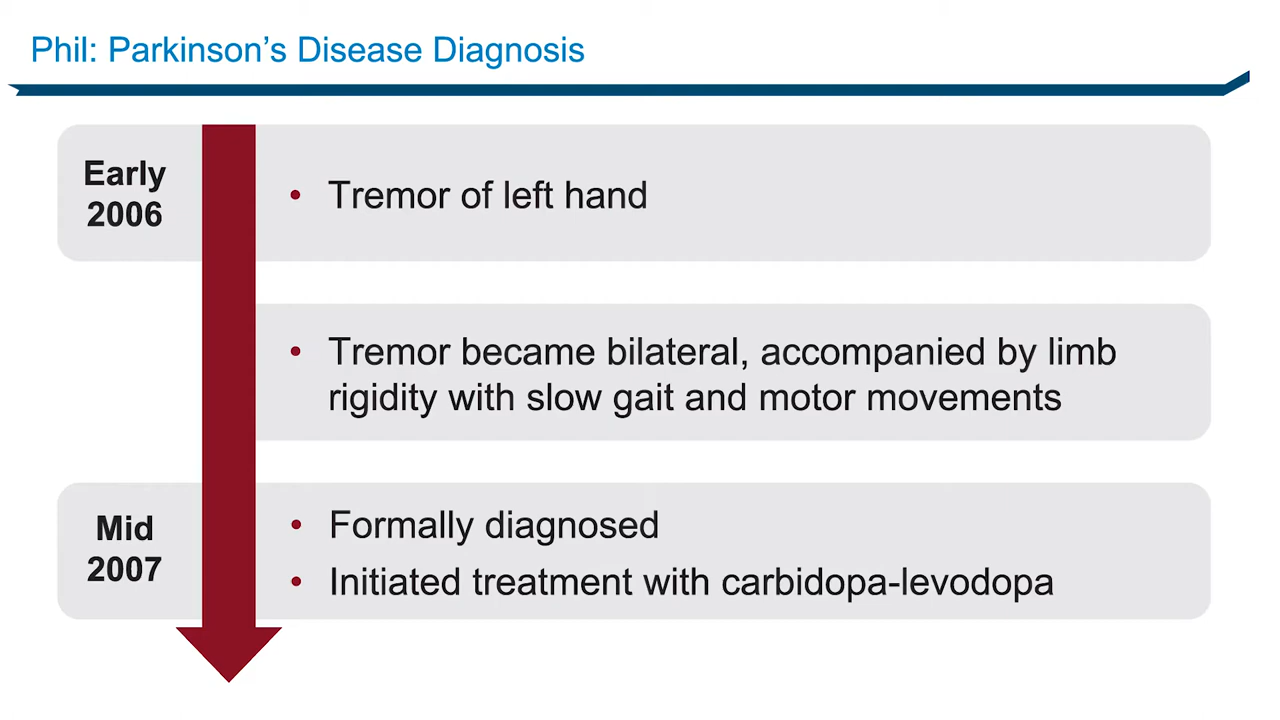 Phil: Parkinson’s Disease Diagnosis
Early
2006
• Tremor of left hand
• Tremor became bilateral, accompanied by limb
rigidity with slow gait and motor movements
Mid
2007
• Formally diagnosed
• Initiated treatment with carbidopa-levodopa